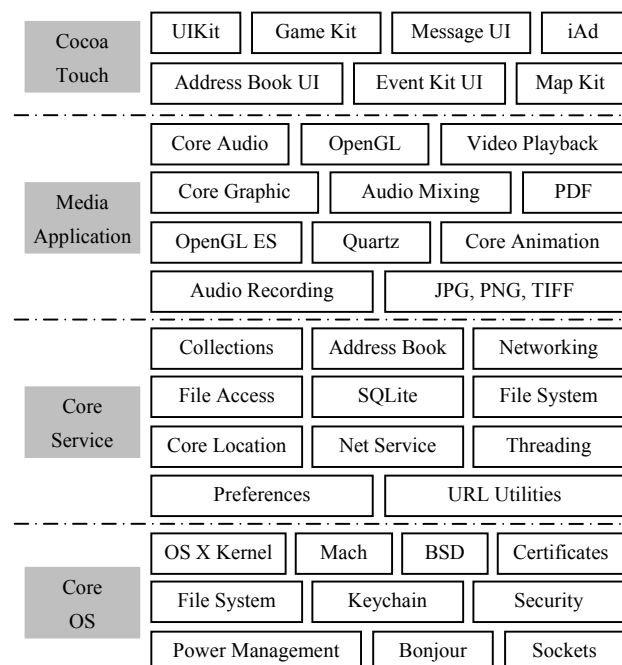 Cocoa
Touch
UIKit
Game Kit
Message UI
iAd
Address Book UI
Event Kit UI
Map Kit
Media
Application
Core Audio
OpenGL
Video Playback
Core Graphic
Audio Mixing
PDF
OpenGL ES
Quartz
Core Animation
Audio Recording
JPG, PNG, TIFF
Core
Service
Collections
Address Book
Networking
File Access
SQLite
File System
Core Location
Net Service
Threading
Preferences
URL Utilities
Core
OS
OS X Kernel
Mach
BSD
Certificates
File System
Keychain
Security
Power Management
Bonjour
Sockets